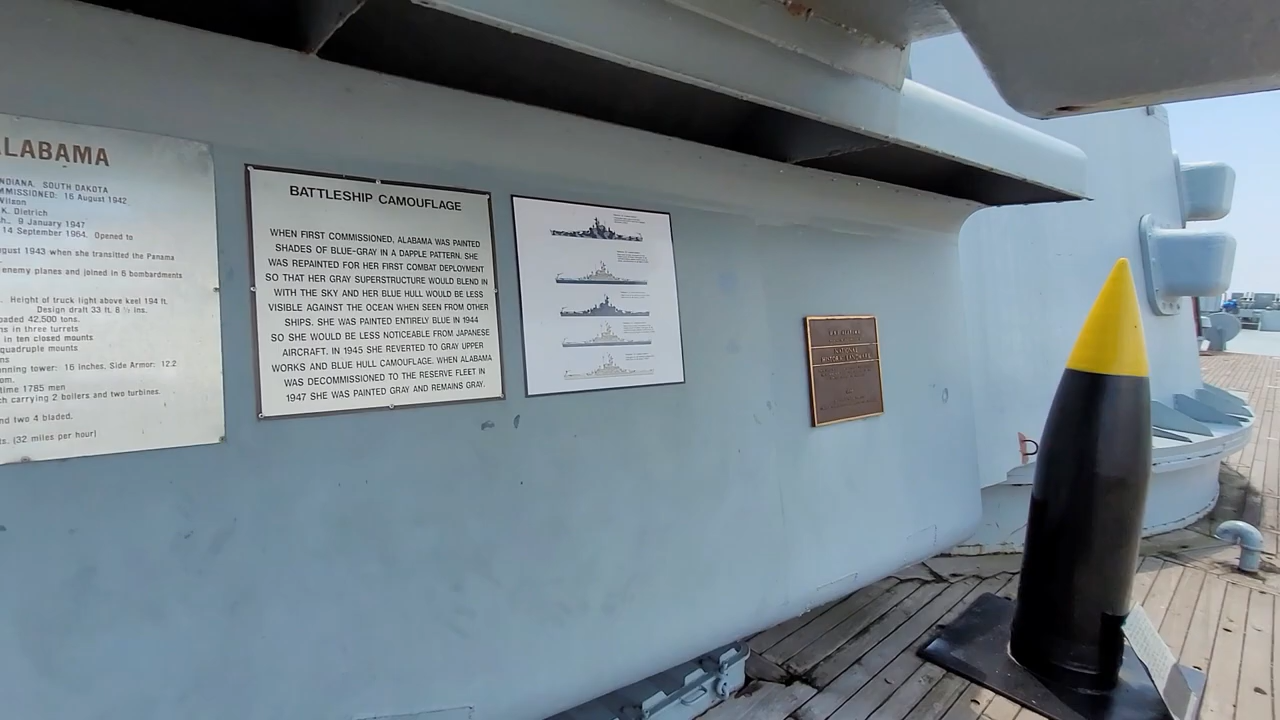 ALABAMA
NDIANA. SOUTH DAKOTA
MMISSIONED: 16 August 1942
Wilson
K. Dietrich
h.. 9 January 1947
14 September 1964. Opened to
gust 1943 when she transitted the Panama
enemy planes and joined in 6 bombardments
. Height of truck light above keel 194 ft.
Design draft 33 ft. 8 ½ ins.
oaded 42,500 tons.
ns in three turrets
in ten closed mounts
quadruple mounts
ns
nning tower: 16 inches. Side Armor: 12.2
om.
time 1785 men
ch carrying 2 boilers and two turbines.
nd two 4 bladed.
ts. (32 miles per hour)
BATTLESHIP CAMOUFLAGE
WHEN FIRST COMMISSIONED, ALABAMA WAS PAINTED
SHADES OF BLUE-GRAY IN A DAPPLE PATTERN. SHE
WAS REPAINTED FOR HER FIRST COMBAT DEPLOYMENT
SO THAT HER GRAY SUPERSTRUCTURE WOULD BLEND IN
WITH THE SKY AND HER BLUE HULL WOULD BE LESS
VISIBLE AGAINST THE OCEAN WHEN SEEN FROM OTHER
SHIPS. SHE WAS PAINTED ENTIRELY BLUE IN 1944
SO SHE WOULD BE LESS NOTICEABLE FROM JAPANESE
AIRCRAFT. IN 1945 SHE REVERTED TO GRAY UPPER
WORKS AND BLUE HULL CAMOUFLAGE. WHEN ALABAMA
WAS DECOMMISSIONED TO THE RESERVE FLEET IN
1947 SHE WAS PAINTED GRAY AND REMAINS GRAY.
NATIONAL
HISTORIC LANDMARK